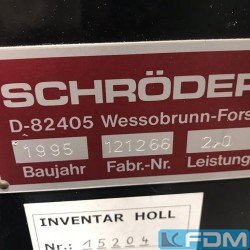 SCHRÖDER
D-82405 Wessobrunn-Fors
1995 121266 2,0
Baujahr Fabr.-Nr. Leistung
INVENTAR HOLL
Nr.: 15204
FDM